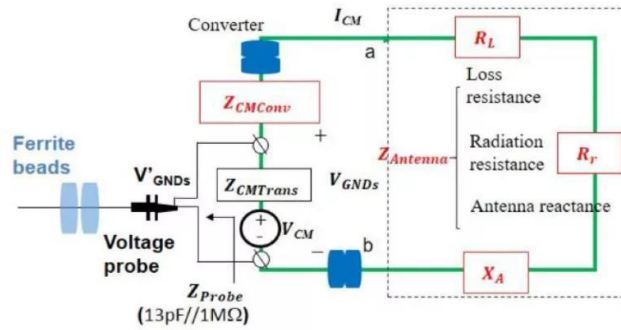 Converter
I_CM
a
R_L
Z_CMConv
Loss
resistance
+
Ferrite
beads
V'_GNDs
Z_Antenna
Radiation
resistance
R_r
Z_CMTrans
V_GNDs
Antenna reactance
+
-
V_CM
Voltage
probe
−
b
X_A
Z_Probe
(13pF//1MΩ)